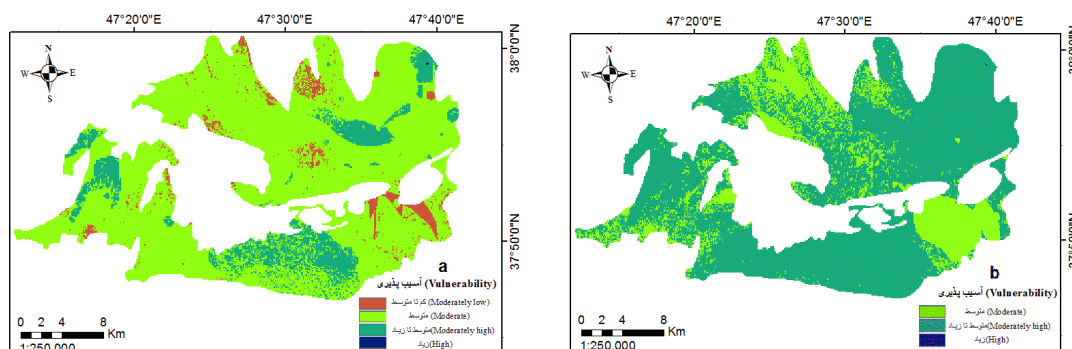 47°20'0"E 47°30'0"E 47°40'0"E
N
W E
S
38°0'0"N
37°50'0"N
a
آسیب پذیری (Vulnerability)
کم تا متوسط (Moderately low)
متوسط (Moderate)
متوسط تا زیاد (Moderately high)
زیاد (High)
0 2 4 8
Km
1:250,000
47°20'0"E 47°30'0"E 47°40'0"E
N
W E
S
b
آسیب پذیری (Vulnerability)
متوسط (Moderate)
متوسط تا زیاد (Moderately high)
زیاد (High)
0 2 4 8
Km
1:250,000